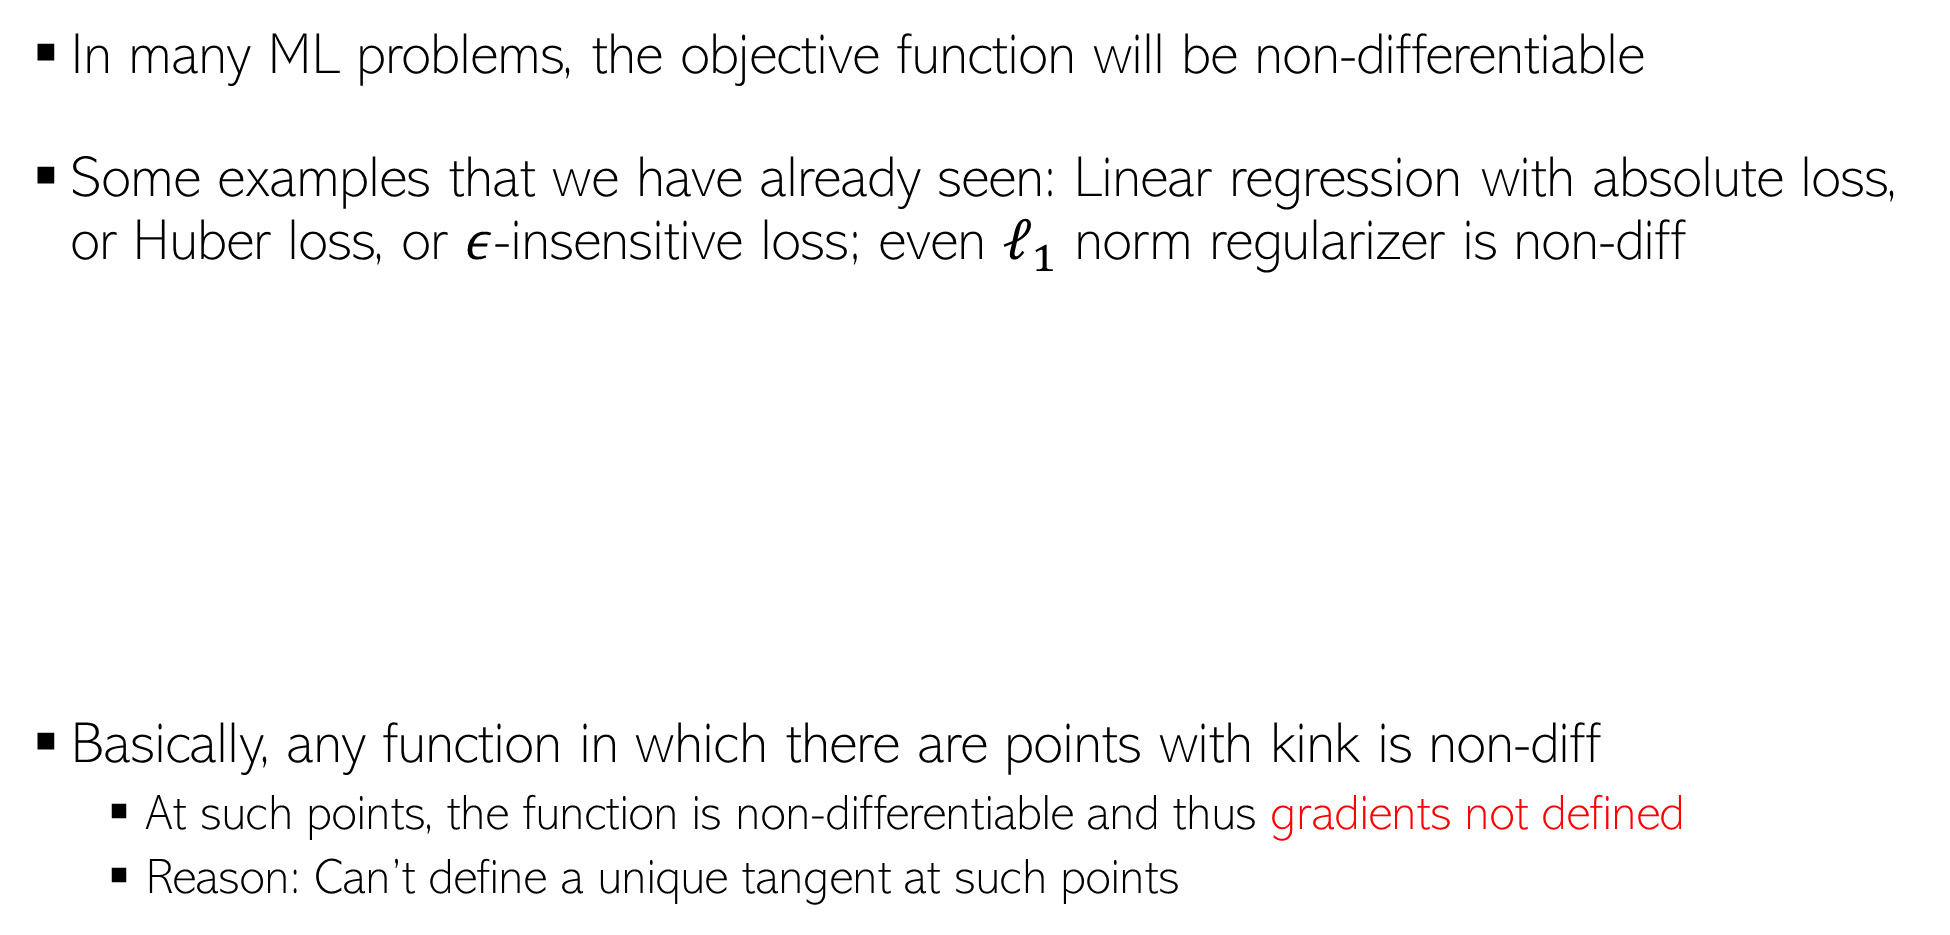 ▪ In many ML problems, the objective function will be non-differentiable
▪ Some examples that we have already seen: Linear regression with absolute loss,
or Huber loss, or ϵ-insensitive loss; even ℓ₁ norm regularizer is non-diff
▪ Basically, any function in which there are points with kink is non-diff
▪ At such points, the function is non-differentiable and thus gradients not defined
▪ Reason: Can’t define a unique tangent at such points